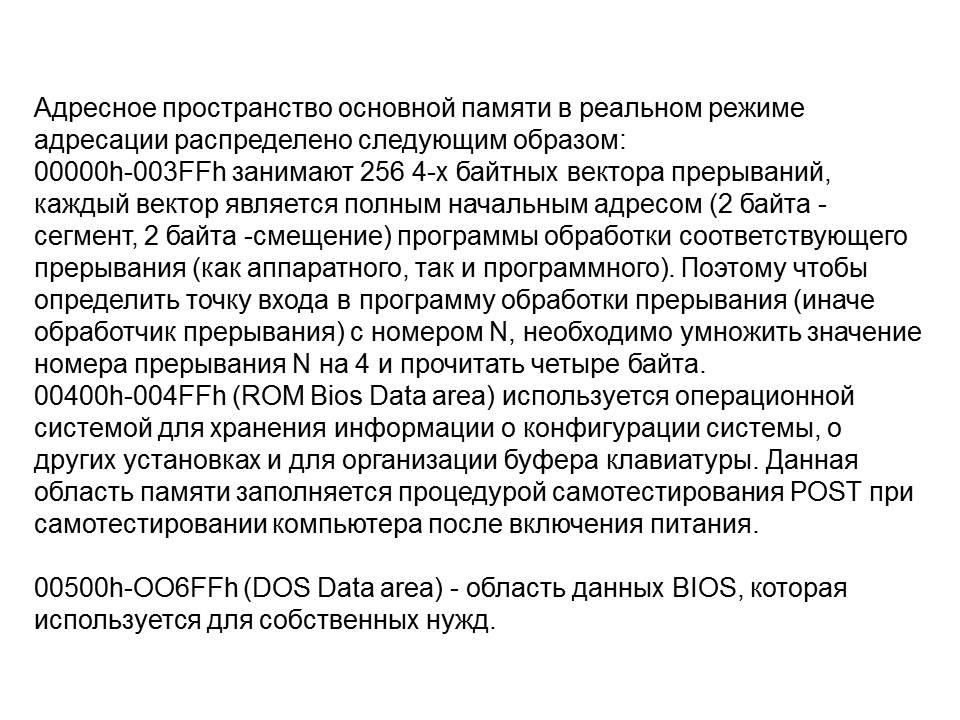 Адресное пространство основной памяти в реальном режиме
адресации распределено следующим образом:
00000h-003FFh занимают 256 4-х байтных вектора прерываний,
каждый вектор является полным начальным адресом (2 байта -
сегмент, 2 байта -смещение) программы обработки соответствующего
прерывания (как аппаратного, так и программного). Поэтому чтобы
определить точку входа в программу обработки прерывания (иначе
обработчик прерывания) с номером N, необходимо умножить значение
номера прерывания N на 4 и прочитать четыре байта.
00400h-004FFh (ROM Bios Data area) используется операционной
системой для хранения информации о конфигурации системы, о
других установках и для организации буфера клавиатуры. Данная
область памяти заполняется процедурой самотестирования POST при
самотестировании компьютера после включения питания.
00500h-OO6FFh (DOS Data area) - область данных BIOS, которая
используется для собственных нужд.